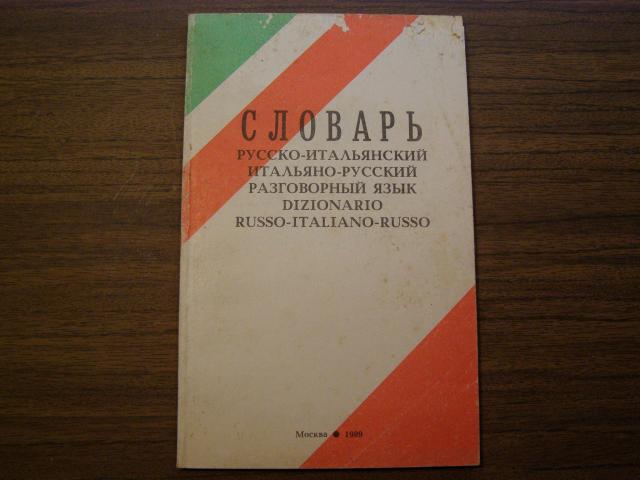 СЛОВАРЬ
РУССКО-ИТАЛЬЯНСКИЙ
ИТАЛЬЯНО-РУССКИЙ
РАЗГОВОРНЫЙ ЯЗЫК
DIZIONARIO
RUSSO-ITALIANO-RUSSO
Москва ● 1989